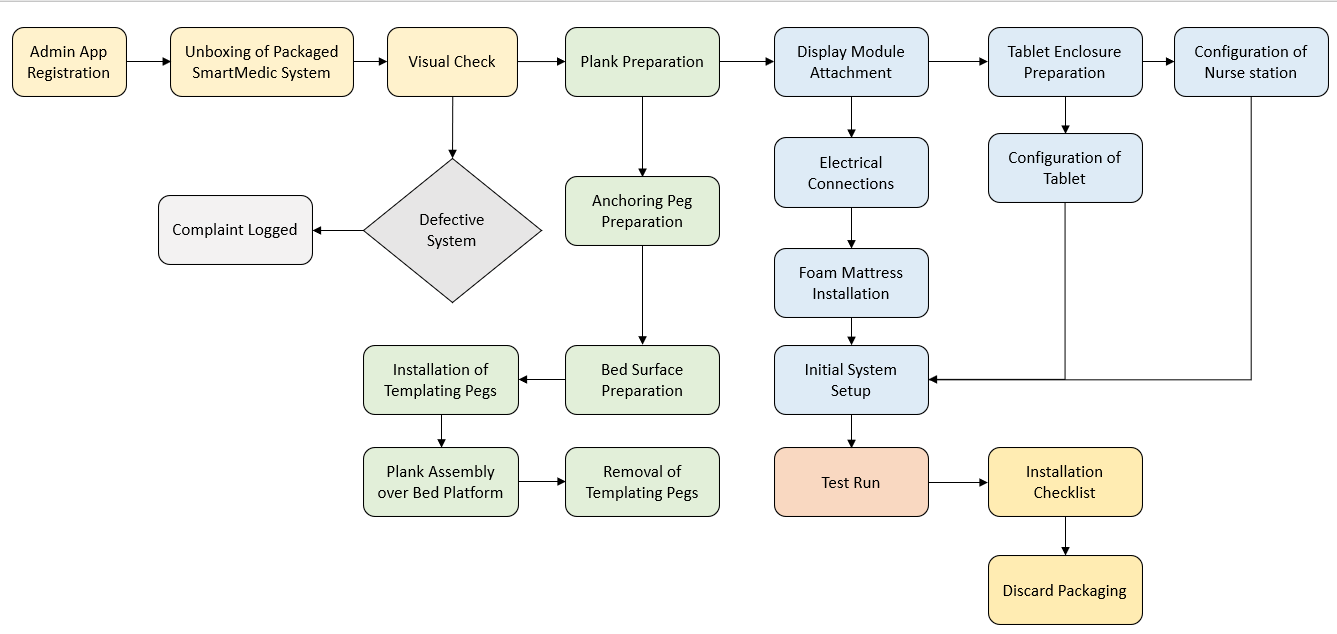 Admin App
Registration
Unboxing of Packaged
SmartMedic System
Visual Check
Plank Preparation
Display Module
Attachment
Tablet Enclosure
Preparation
Configuration of
Nurse station
Electrical
Connections
Configuration of
Tablet
Complaint Logged
Defective
System
Anchoring Peg
Preparation
Foam Mattress
Installation
Installation of
Templating Pegs
Bed Surface
Preparation
Initial System
Setup
Plank Assembly
over Bed Platform
Removal of
Templating Pegs
Test Run
Installation
Checklist
Discard Packaging